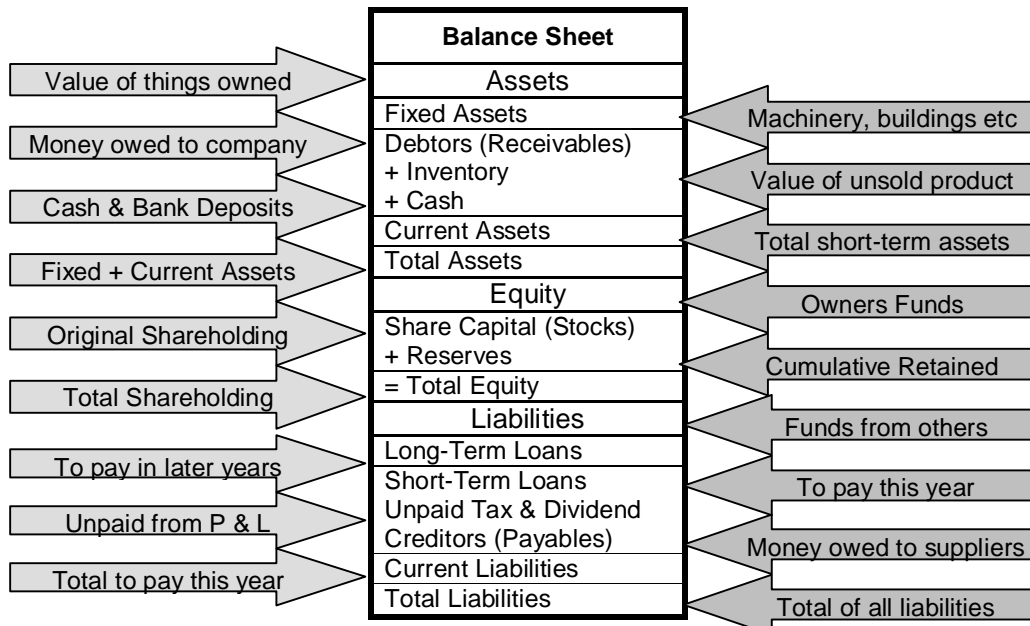 Balance Sheet
Value of things owned
Assets
Fixed Assets
Machinery, buildings etc
Money owed to company
Debtors (Receivables)
+ Inventory
Value of unsold product
Cash & Bank Deposits
+ Cash
Current Assets
Total short-term assets
Fixed + Current Assets
Total Assets
Equity
Owners Funds
Original Shareholding
Share Capital (Stocks)
+ Reserves
Cumulative Retained
Total Shareholding
= Total Equity
Liabilities
Funds from others
To pay in later years
Long-Term Loans
Short-Term Loans
To pay this year
Unpaid from P & L
Unpaid Tax & Dividend
Creditors (Payables)
Money owed to suppliers
Total to pay this year
Current Liabilities
Total Liabilities
Total of all liabilities